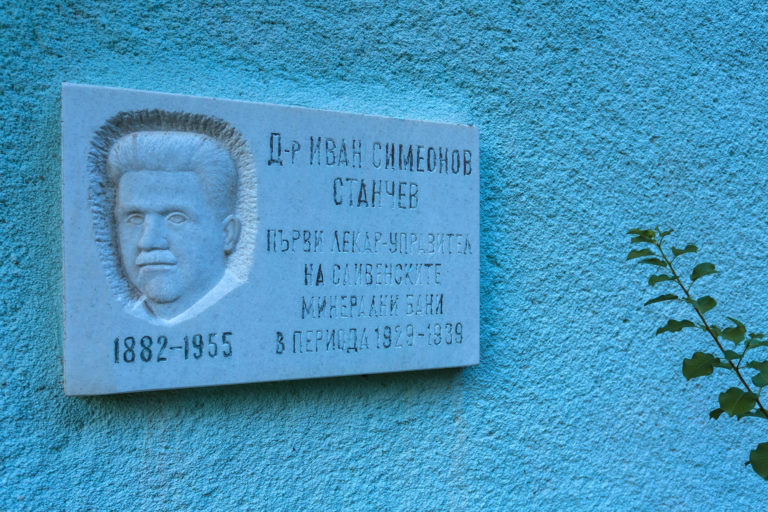 Д-р ИВАН СИМЕОНОВ
СТАНЧЕВ
ПЪРВИ ЛЕКАР-УПРАВИТЕЛ
НА СЛИВЕНСКИТЕ
МИНЕРАЛНИ БАНИ
В ПЕРИОДА 1929-1939
1882-1955